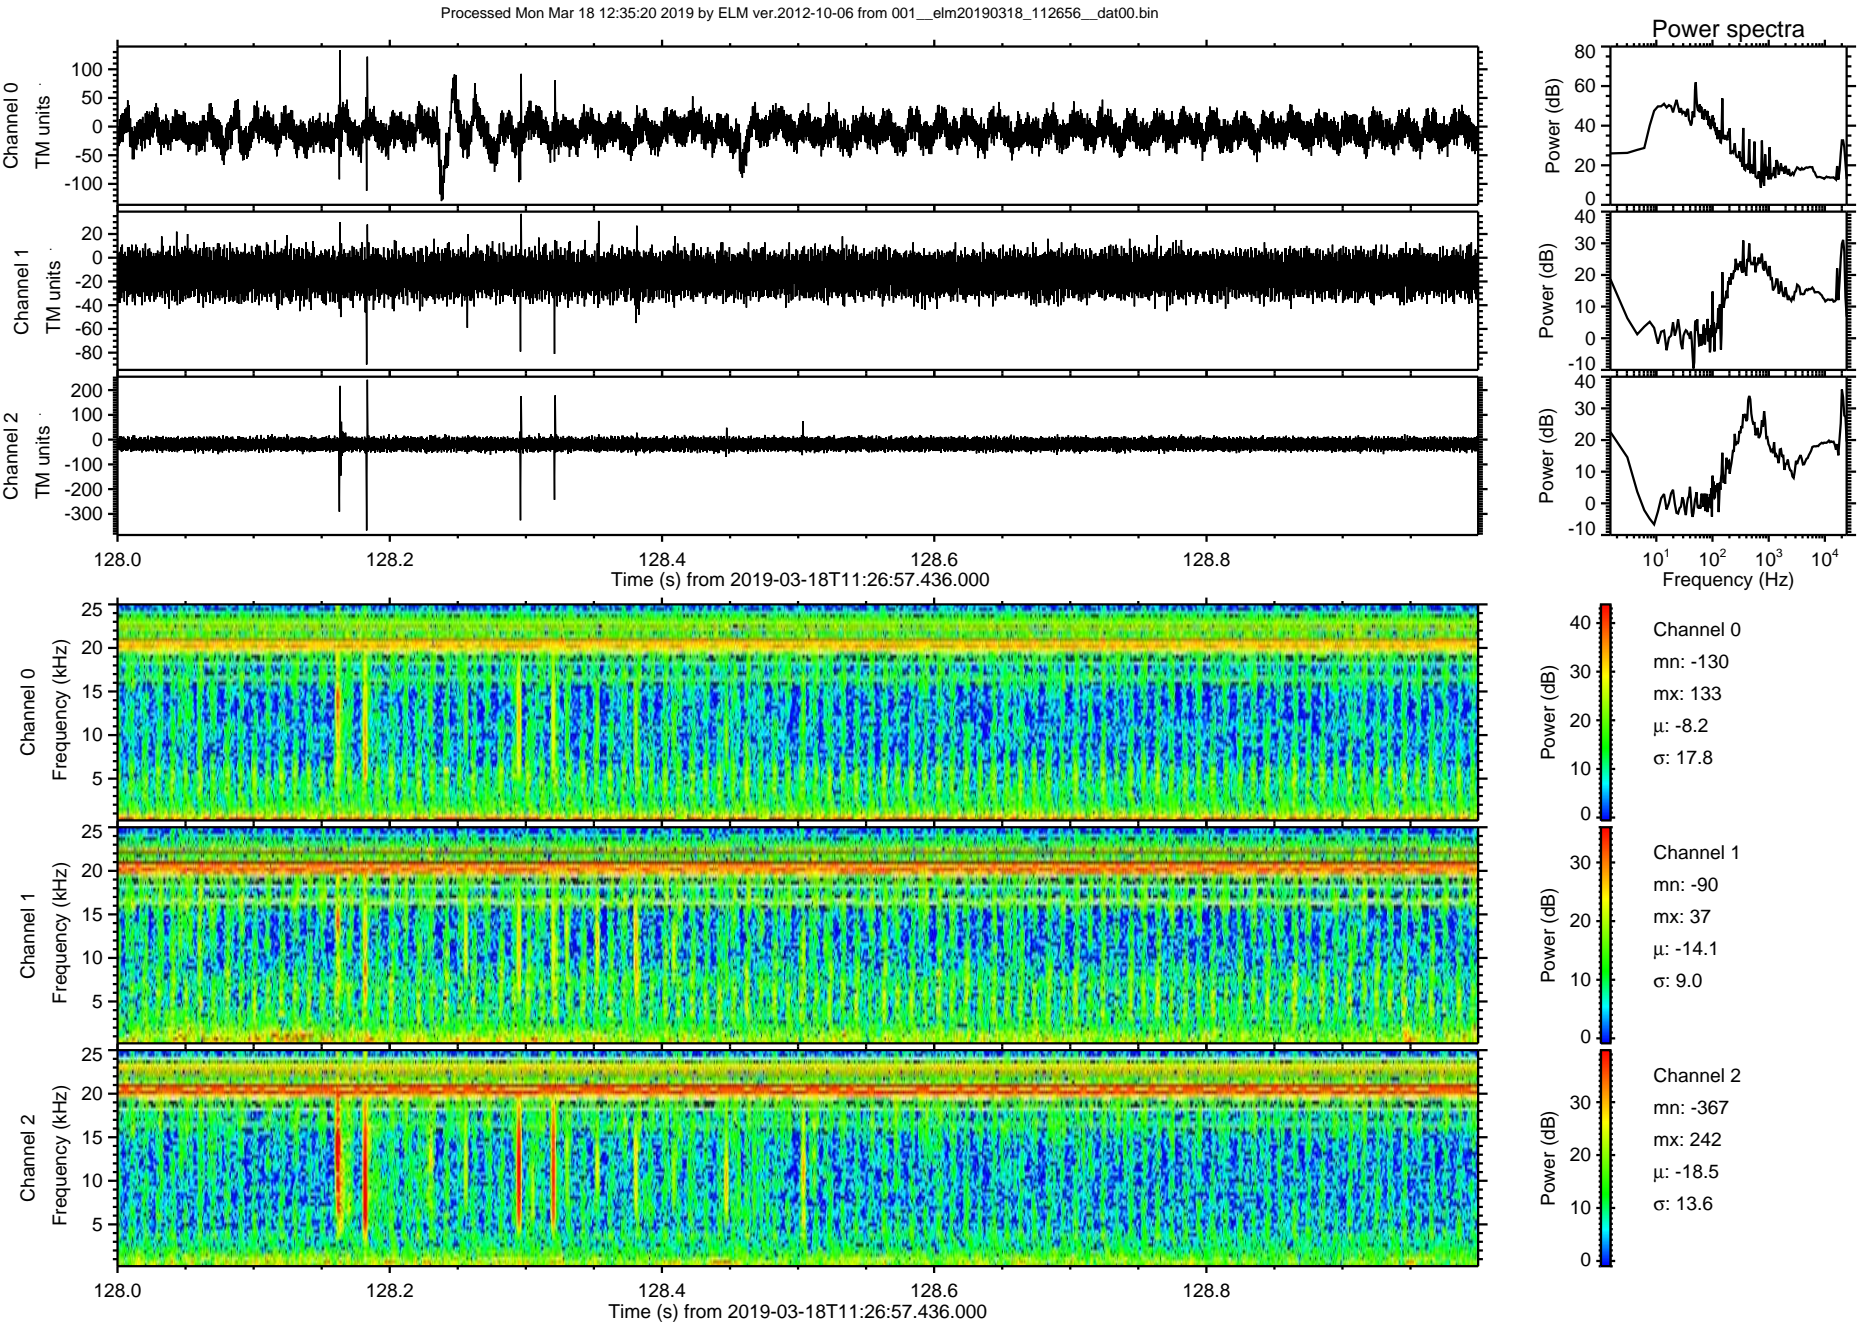 Processed Mon Mar 18 12:35:20 2019 by ELM ver.2012-10-06 from 001__elm20190318_112656__dat00.bin
Power spectra
Channel 0
TM units
100
50
0
-50
-100
Power (dB)
80
60
40
20
0
Channel 1
TM units
20
0
-20
-40
-60
-80
Power (dB)
40
30
20
10
0
-10
Channel 2
TM units
200
100
0
-100
-200
-300
Power (dB)
40
30
20
10
0
-10
128.0 128.2 128.4 128.6 128.8
Time (s) from 2019-03-18T11:26:57.436.000
10^1 10^2 10^3 10^4
Frequency (Hz)
Channel 0
Frequency (kHz)
25
20
15
10
5
Power (dB)
40
30
20
10
0
Channel 0
mn: -130
mx: 133
μ: -8.2
σ: 17.8
Channel 1
Frequency (kHz)
25
20
15
10
5
Power (dB)
30
20
10
0
Channel 1
mn: -90
mx: 37
μ: -14.1
σ: 9.0
Channel 2
Frequency (kHz)
25
20
15
10
5
Power (dB)
30
20
10
0
Channel 2
mn: -367
mx: 242
μ: -18.5
σ: 13.6
128.0 128.2 128.4 128.6 128.8
Time (s) from 2019-03-18T11:26:57.436.000